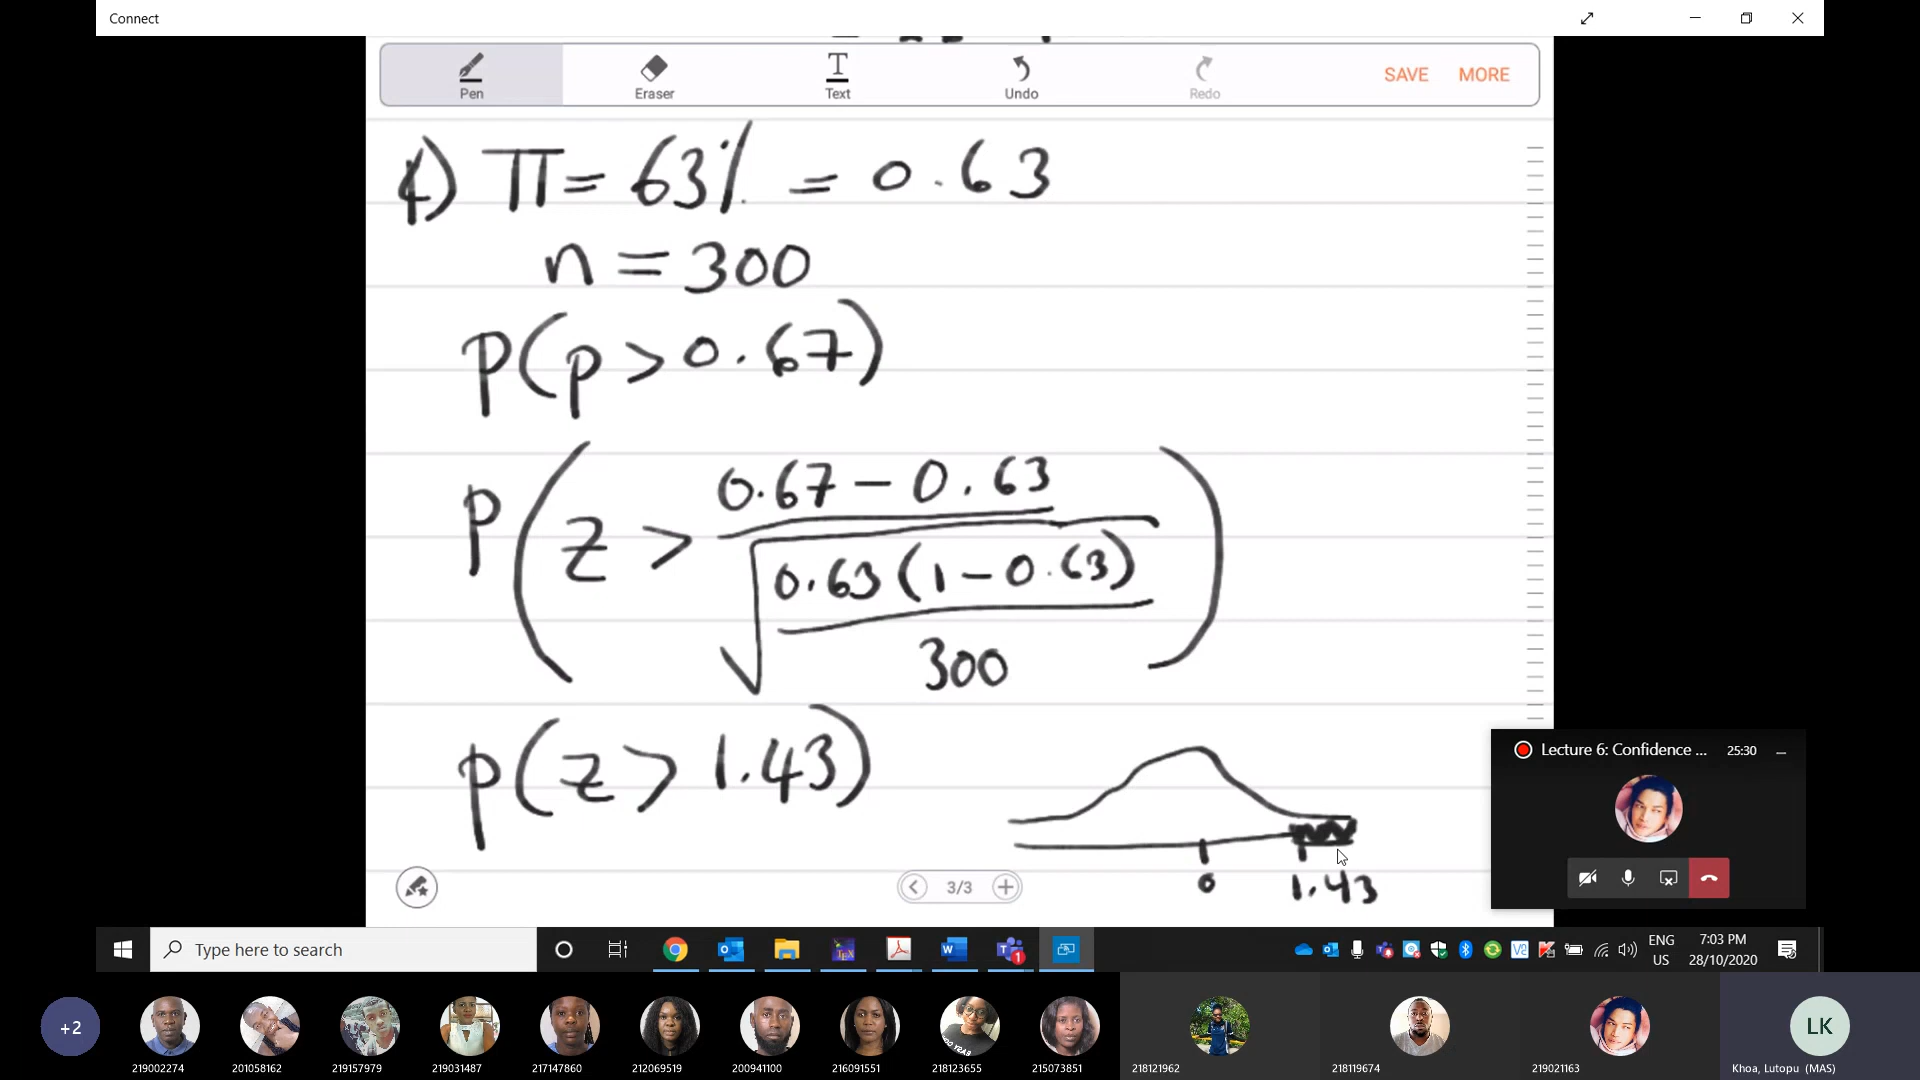 Connect
Pen
Eraser
Text
Undo
Redo
SAVE
MORE
π = 63% = 0.63
n = 300
p(p > 0.67)
p(z > 0.67 - 0.63
√ 0.63(1 - 0.63)
300 )
p(z > 1.43)
0
1.43
3/3
Lecture 6: Confidence ...
25:30
Type here to search
ENG
US
7:03 PM
28/10/2020
+2
219002274
201058162
219157979
219031487
217147860
212069519
200941100
216091551
218123655
215073851
218121962
218119674
219021163
LK
Khoa, Lutopu (MAS)